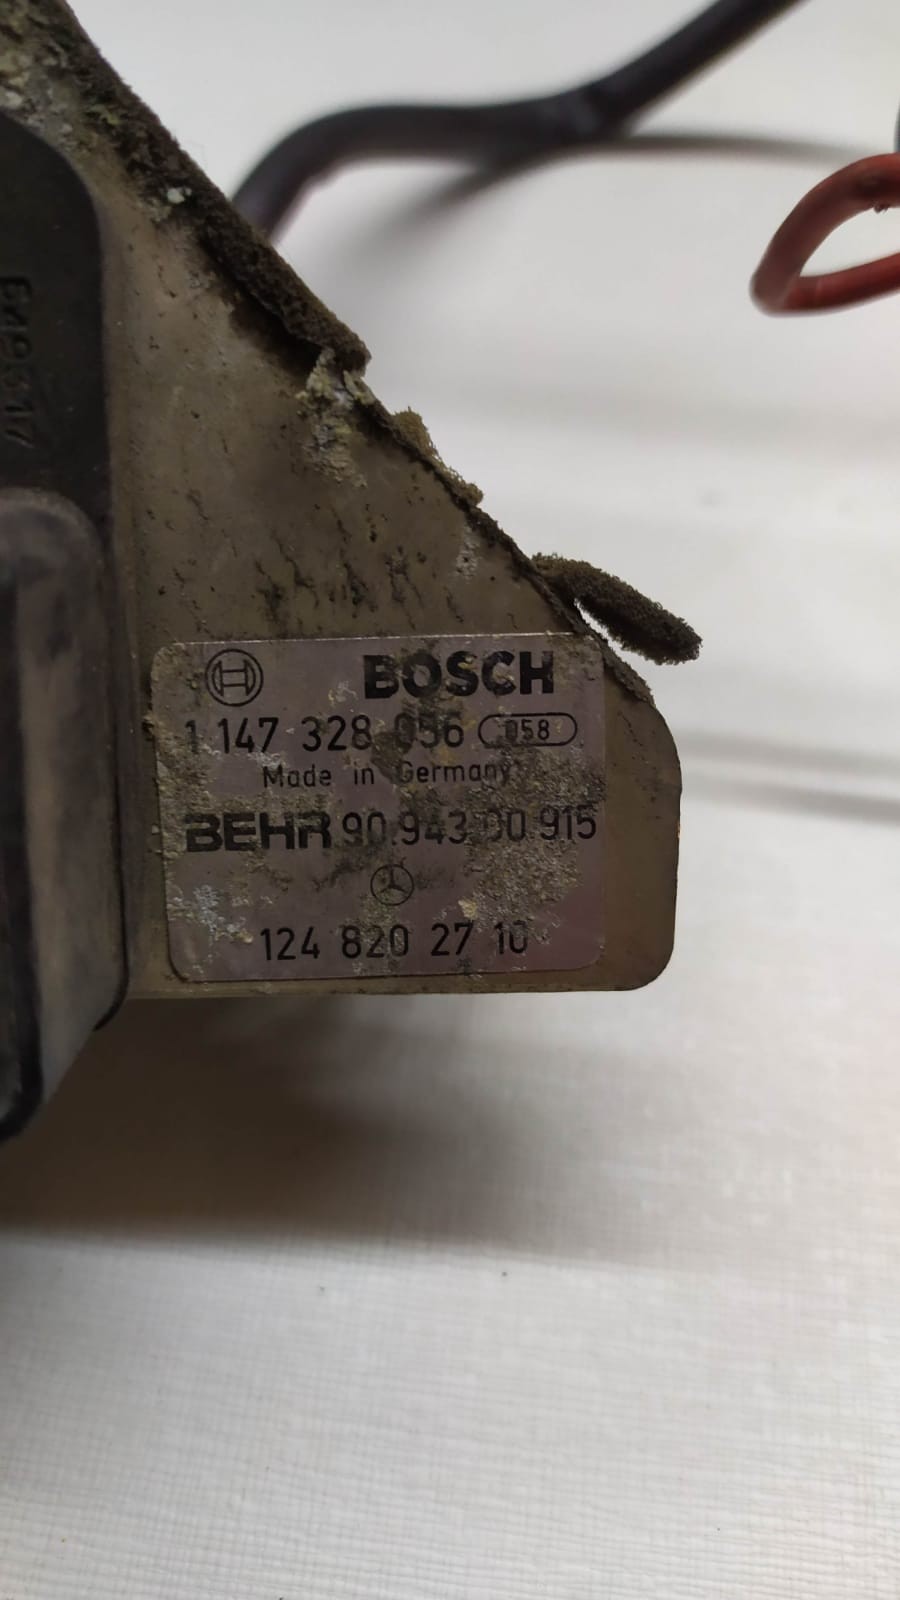 BOSCH
1 147 328 056 058
Made in Germany
BEHR 90.943.00.915
124 820 27 10